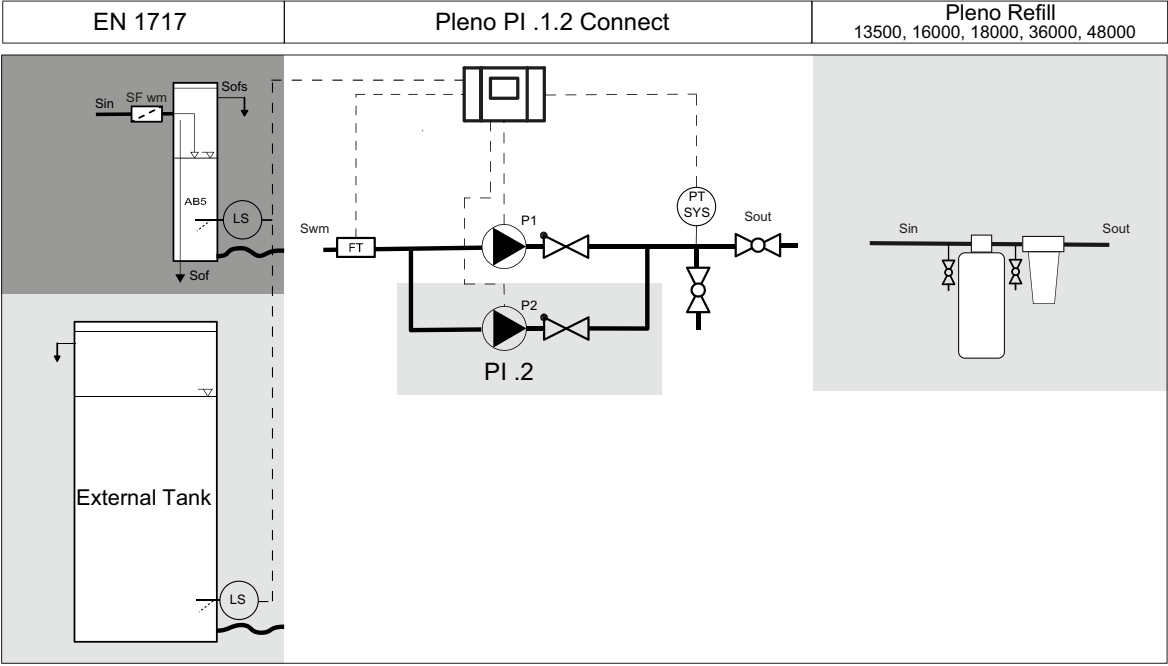 EN 1717
Pleno PI .1.2 Connect
Pleno Refill
13500, 16000, 18000, 36000, 48000
Sin
SF wm
Sofs
AB5
LS
Sof
Swm
FT
P1
PT
SYS
Sout
P2
PI .2
Sin
Sout
External Tank
LS